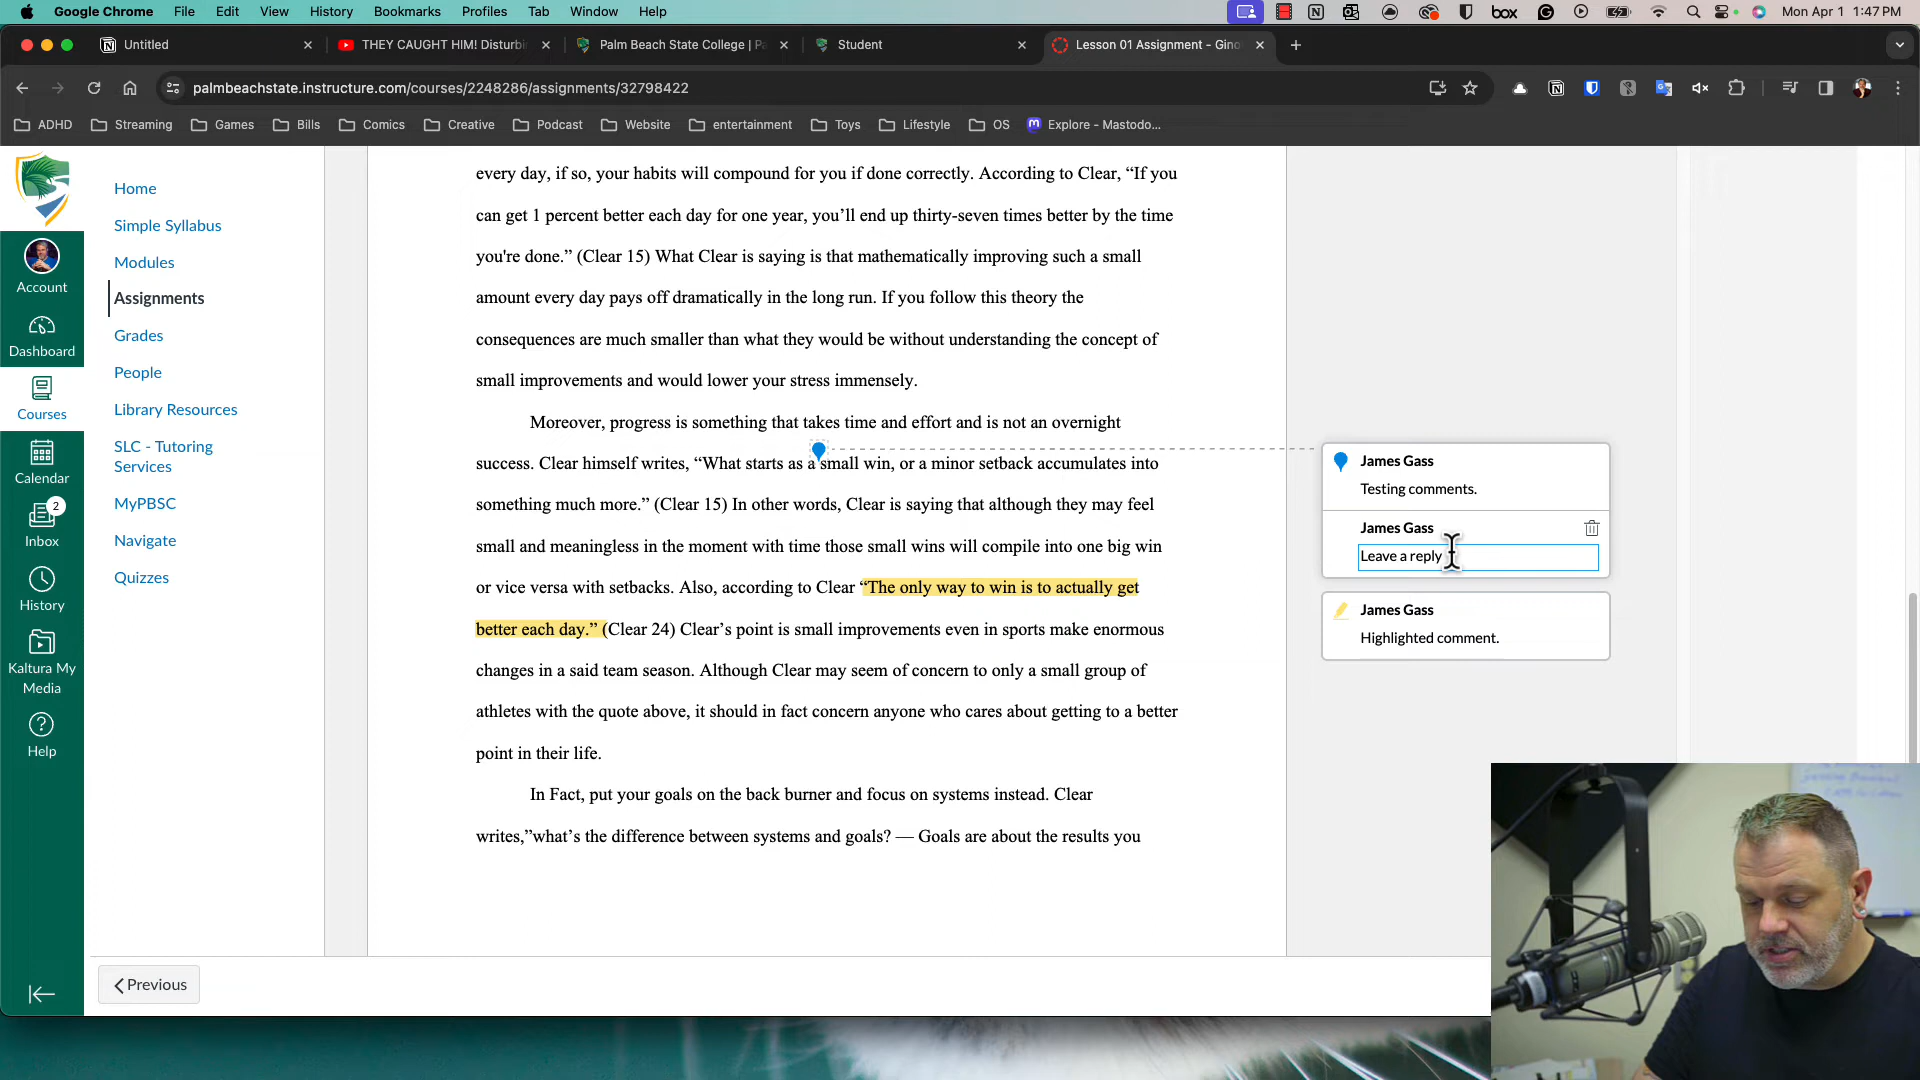 Google Chrome File Edit View History Bookmarks Profiles Tab Window Help box Mon Apr 1 1:47 PM
Untitled THEY CAUGHT HIM! Disturbi Palm Beach State College | Pa Student Lesson 01 Assignment - Gino
palmbeachstate.instructure.com/courses/2248286/assignments/32798422
ADHD Streaming Games Bills Comics Creative Podcast Website entertainment Toys Lifestyle OS Explore - Mastodo...
Account
Dashboard
Courses
Calendar
2
Inbox
History
Kaltura My
Media
Help
Home
Simple Syllabus
Modules
Assignments
Grades
People
Library Resources
SLC - Tutoring
Services
MyPBSC
Navigate
Quizzes
every day, if so, your habits will compound for you if done correctly. According to Clear, “If you
can get 1 percent better each day for one year, you’ll end up thirty-seven times better by the time
you're done.” (Clear 15) What Clear is saying is that mathematically improving such a small
amount every day pays off dramatically in the long run. If you follow this theory the
consequences are much smaller than what they would be without understanding the concept of
small improvements and would lower your stress immensely.
Moreover, progress is something that takes time and effort and is not an overnight
success. Clear himself writes, “What starts as a small win, or a minor setback accumulates into
something much more.” (Clear 15) In other words, Clear is saying that although they may feel
small and meaningless in the moment with time those small wins will compile into one big win
or vice versa with setbacks. Also, according to Clear “The only way to win is to actually get
better each day.” (Clear 24) Clear’s point is small improvements even in sports make enormous
changes in a said team season. Although Clear may seem of concern to only a small group of
athletes with the quote above, it should in fact concern anyone who cares about getting to a better
point in their life.
In Fact, put your goals on the back burner and focus on systems instead. Clear
writes,”what’s the difference between systems and goals? — Goals are about the results you
James Gass
Testing comments.
James Gass
Leave a reply
James Gass
Highlighted comment.
Previous